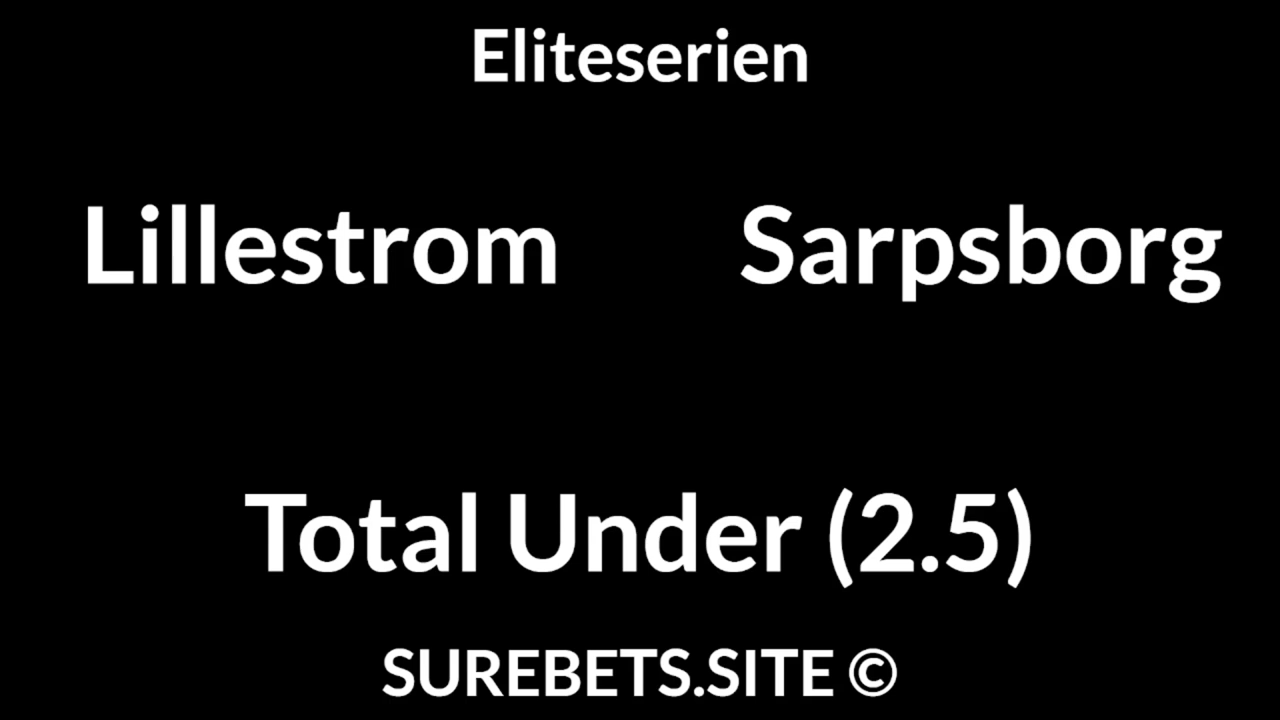 Eliteserien
Lillestrom Sarpsborg
Total Under (2.5)
SUREBETS.SITE ©